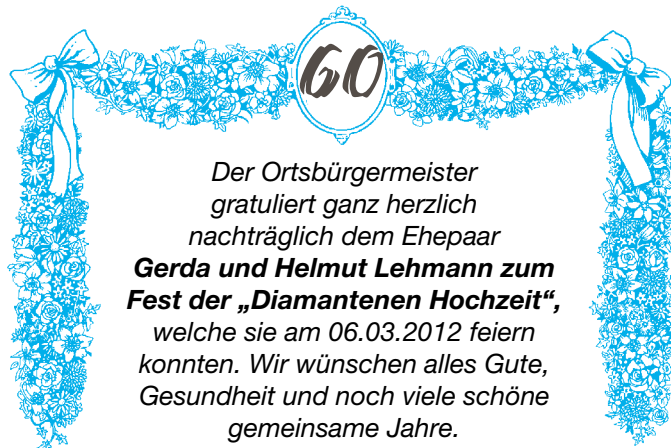 60
Der Ortsbürgermeister
gratuliert ganz herzlich
nachträglich dem Ehepaar
Gerda und Helmut Lehmann zum
Fest der „Diamantenen Hochzeit“,
welche sie am 06.03.2012 feiern
konnten. Wir wünschen alles Gute,
Gesundheit und noch viele schöne
gemeinsame Jahre.